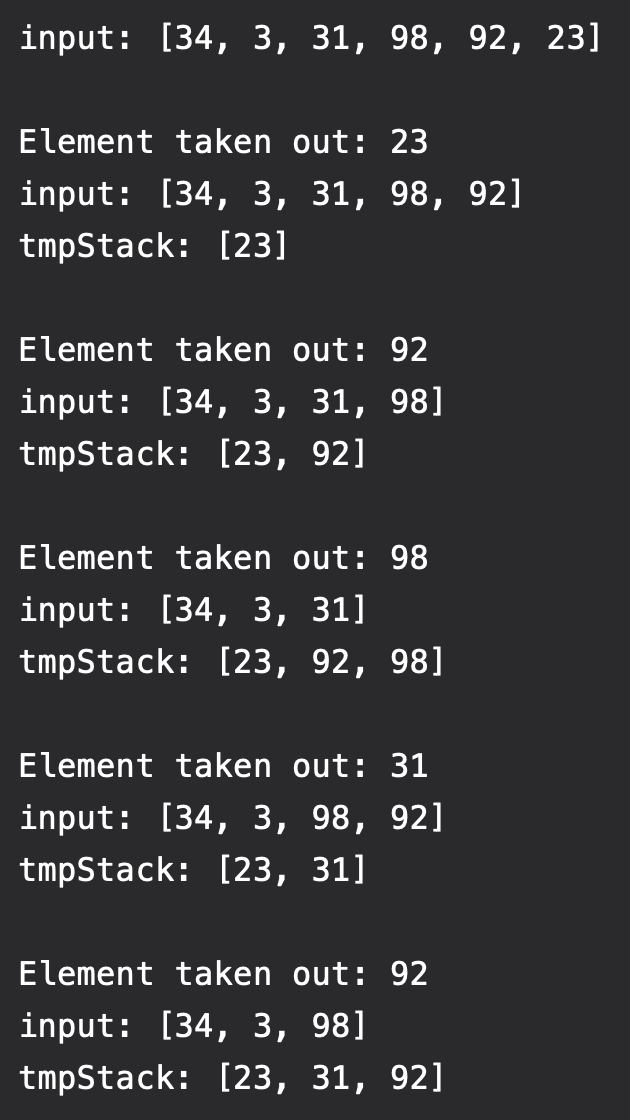 input: [34, 3, 31, 98, 92, 23]
Element taken out: 23
input: [34, 3, 31, 98, 92]
tmpStack: [23]
Element taken out: 92
input: [34, 3, 31, 98]
tmpStack: [23, 92]
Element taken out: 98
input: [34, 3, 31]
tmpStack: [23, 92, 98]
Element taken out: 31
input: [34, 3, 98, 92]
tmpStack: [23, 31]
Element taken out: 92
input: [34, 3, 98]
tmpStack: [23, 31, 92]